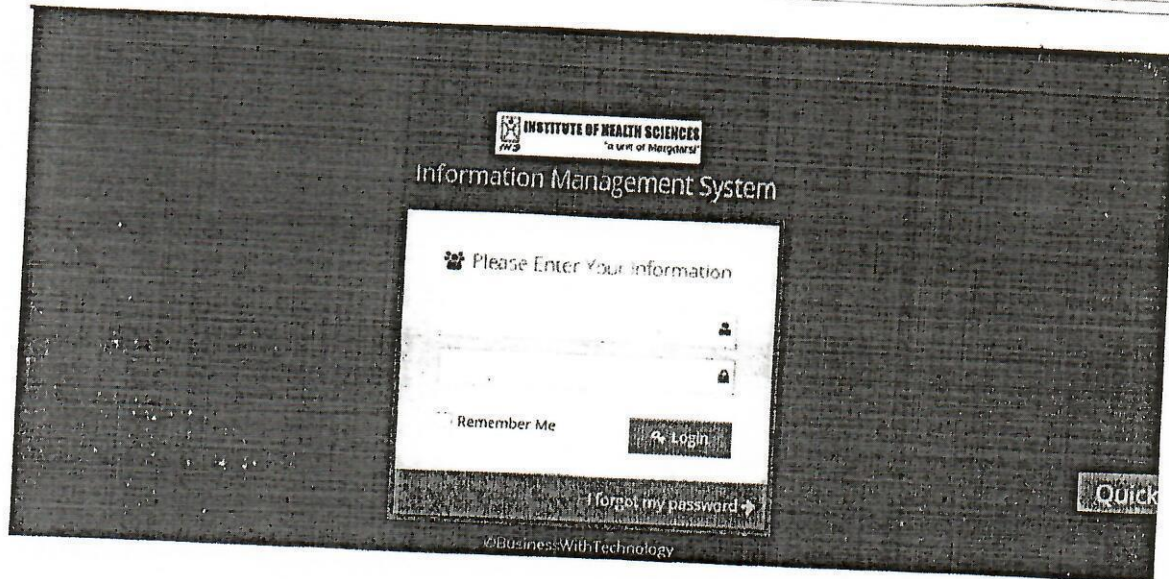 INSTITUTE OF HEALTH SCIENCES
IHS
"a unit of Margdarsi"
Information Management System
Please Enter Your Information
Remember Me
Login
I forgot my password
©BusinessWithTechnology
Quick